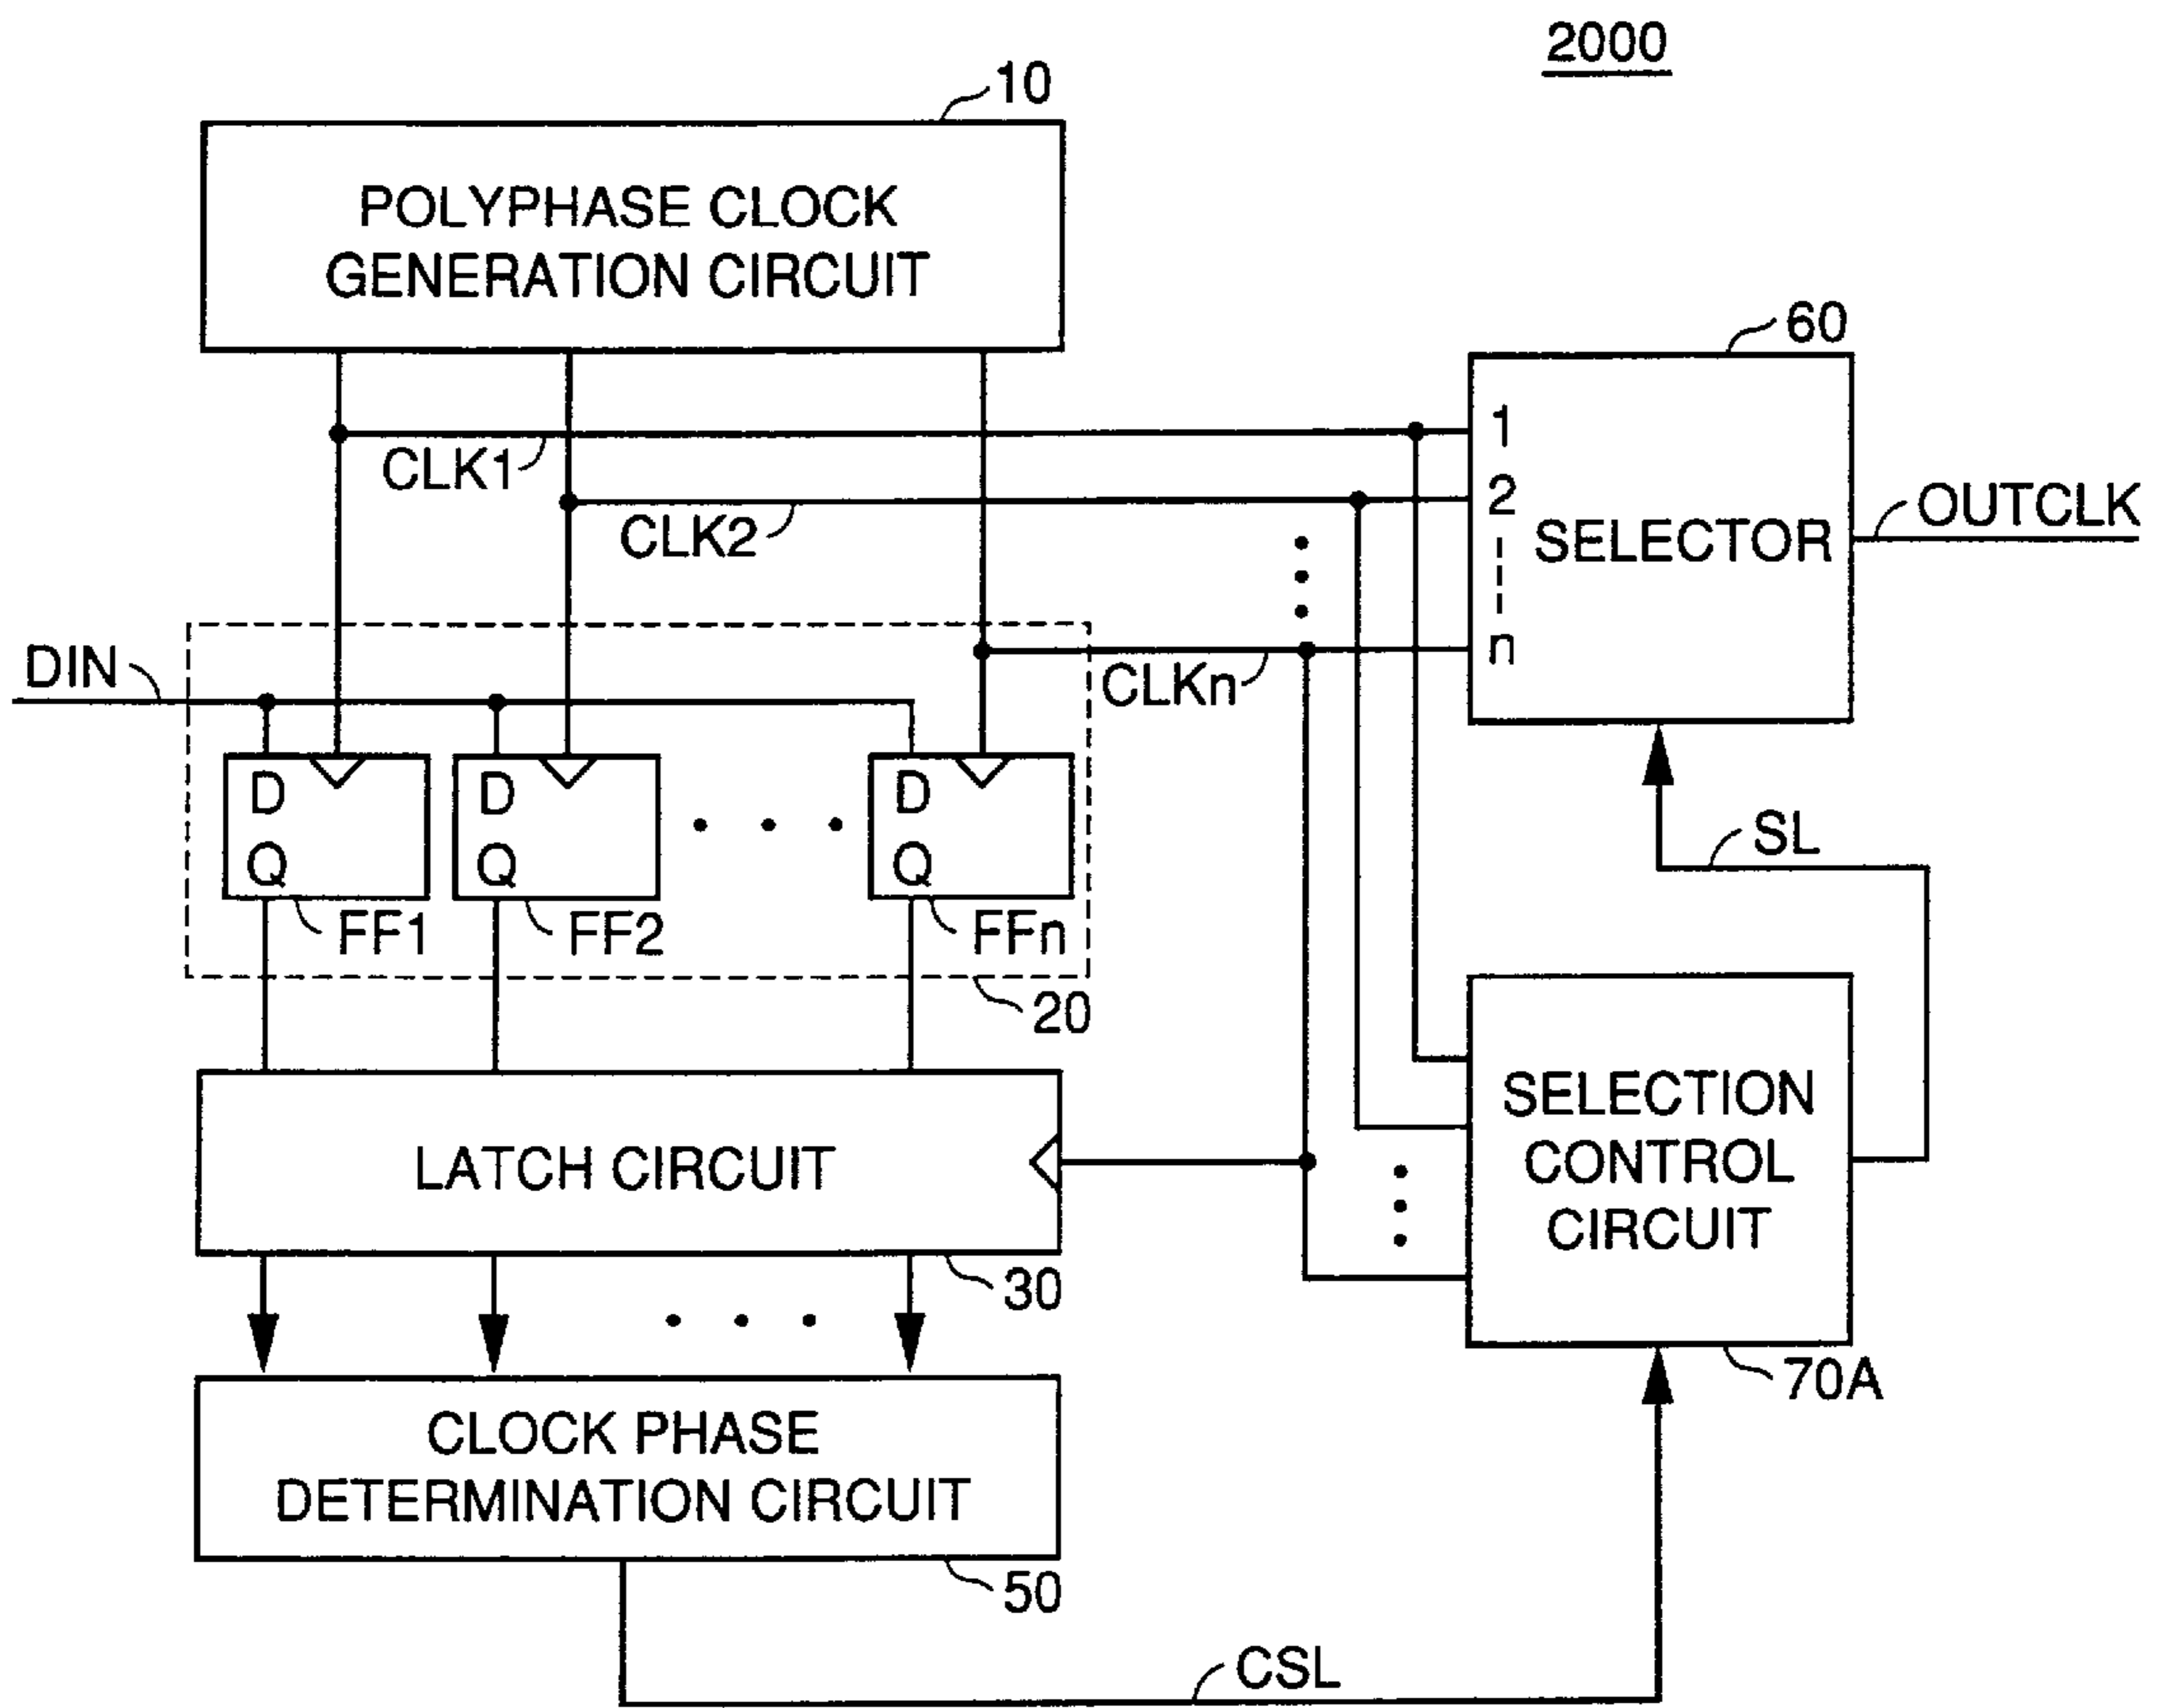 2000
10
POLYPHASE CLOCK
GENERATION CIRCUIT
60
1
CLK1
2
OUTCLK
CLK2
SELECTOR
n
DIN
CLKn
D
D
D
SL
Q
Q
Q
FF1
FF2
FFn
20
SELECTION
CONTROL
CIRCUIT
LATCH CIRCUIT
30
70A
CLOCK PHASE
DETERMINATION CIRCUIT
50
CSL